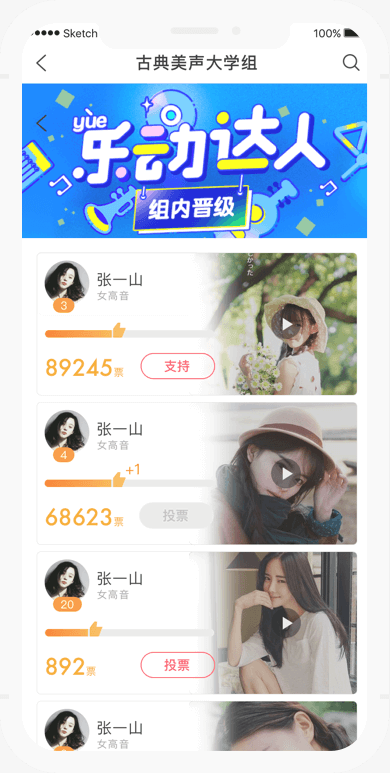 Sketch
100%
古典美声大学组
yuè
乐动达人
组内晋级
3
张一山
女高音
89245票
支持
4
张一山
女高音
+1
68623票
投票
20
张一山
女高音
892票
投票
张一山
女高音